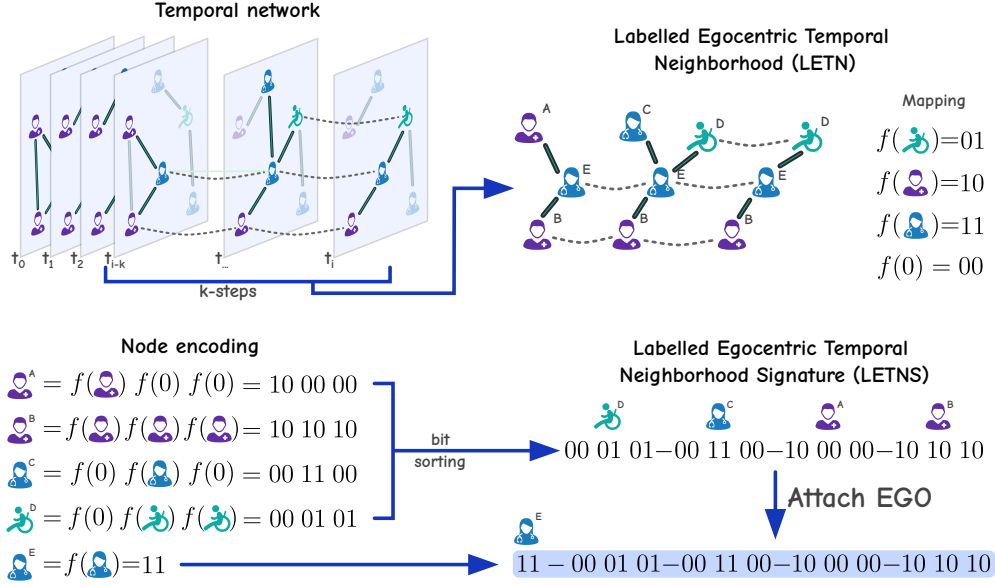 Temporal network
t0 t1 t2 ti-k t... ti
k-steps
Labelled Egocentric Temporal
Neighborhood (LETN)
A C D D
E E E
B B B
Mapping
f( )=01
f( )=10
f( )=11
f(0) = 00
Node encoding
A = f( ) f(0) f(0) = 10 00 00
B =f( )f( )f( )= 10 10 10
C = f(0) f( ) f(0) = 00 11 00
D = f(0) f( ) f( )= 00 01 01
E =f( )=11
bit
sorting
Labelled Egocentric Temporal
Neighborhood Signature (LETNS)
D C A B
00 01 01−00 11 00−10 00 00−10 10 10
Attach EGO
E
11 − 00 01 01−00 11 00−10 00 00−10 10 10